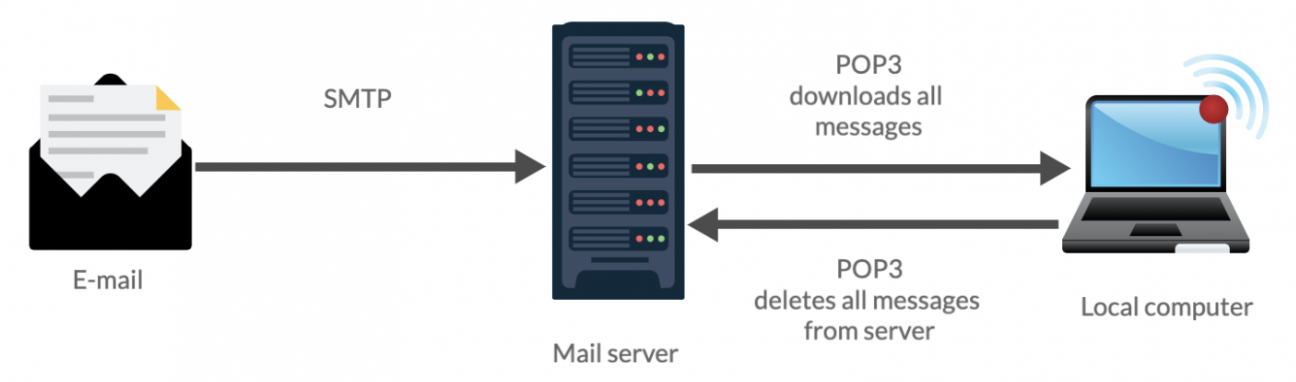 SMTP
POP3
downloads all
messages
E-mail
POP3
deletes all messages
from server
Local computer
Mail server